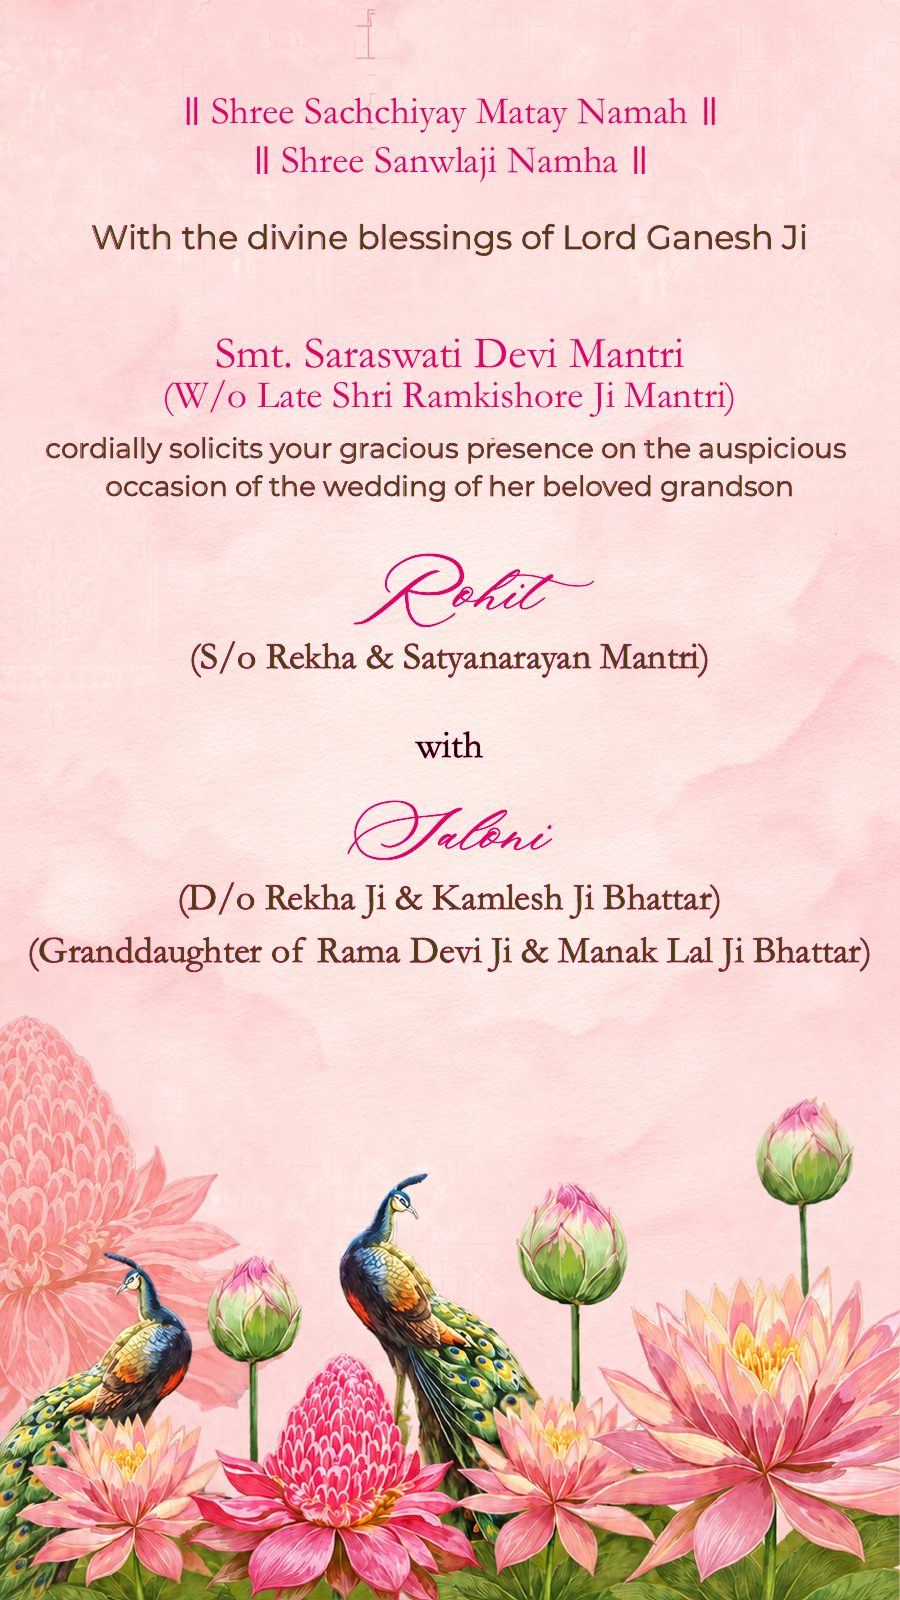 || Shree Sachchiyay Matay Namah ||
|| Shree Sanwlaji Namha ||
With the divine blessings of Lord Ganesh Ji
Smt. Saraswati Devi Mantri
(W/o Late Shri Ramkishore Ji Mantri)
cordially solicits your gracious presence on the auspicious
occasion of the wedding of her beloved grandson
Rohit
(S/o Rekha & Satyanarayan Mantri)
with
Saloni
(D/o Rekha Ji & Kamlesh Ji Bhattar)
(Granddaughter of Rama Devi Ji & Manak Lal Ji Bhattar)